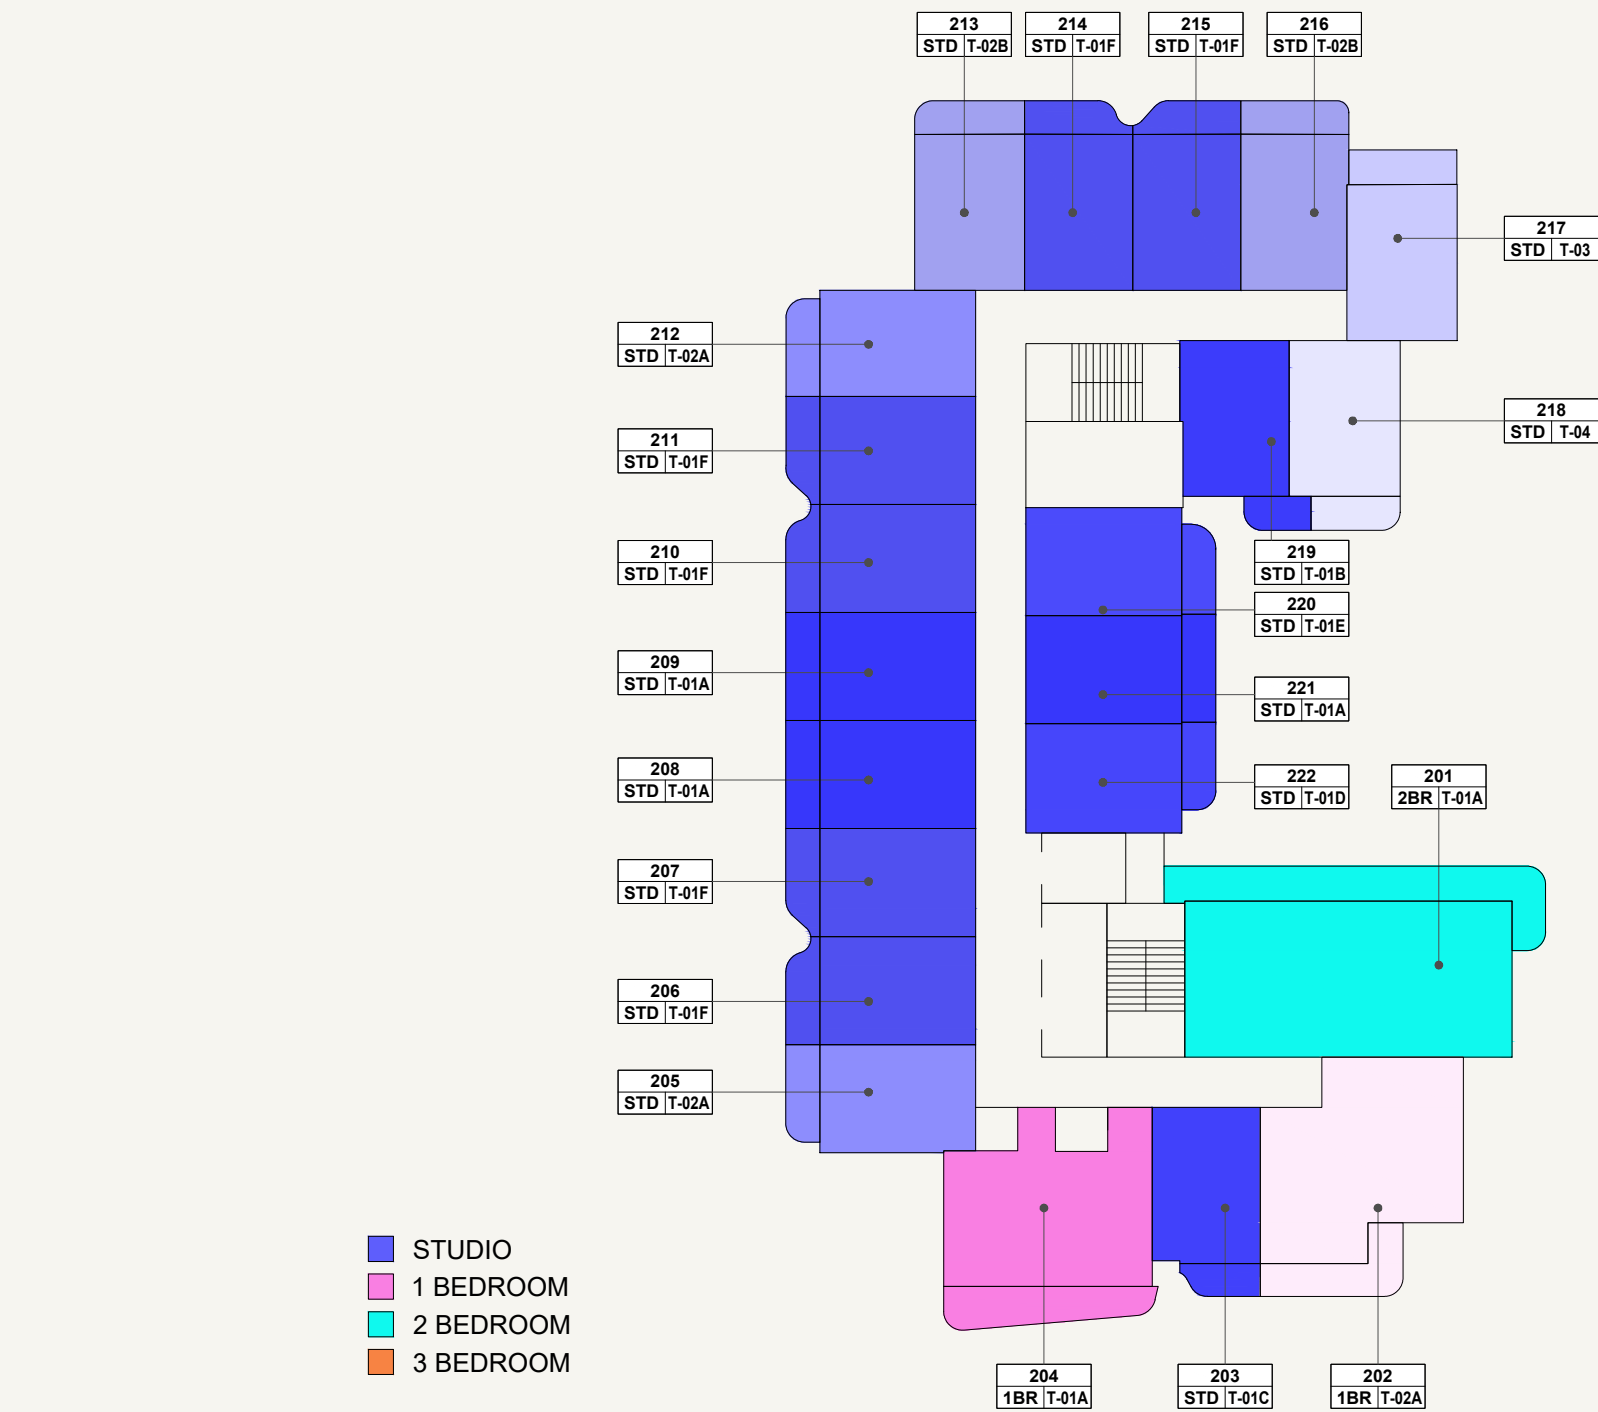 213
STD T-02B
214
STD T-01F
215
STD T-01F
216
STD T-02B
217
STD T-03
212
STD T-02A
218
STD T-04
211
STD T-01F
210
STD T-01F
219
STD T-01B
220
STD T-01E
209
STD T-01A
221
STD T-01A
208
STD T-01A
222
STD T-01D
201
2BR T-01A
207
STD T-01F
206
STD T-01F
205
STD T-02A
STUDIO
1 BEDROOM
2 BEDROOM
3 BEDROOM
204
1BR T-01A
203
STD T-01C
202
1BR T-02A